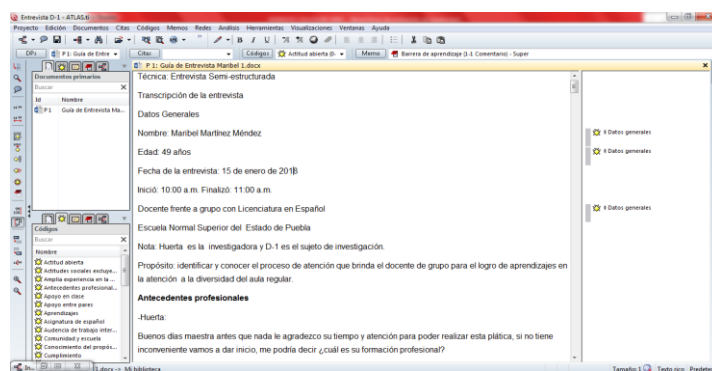 Entrevista D-1 - ATLAS.ti
Proyecto Edición Documentos Citas Códigos Memos Redes Análisis Herramientas Visualizaciones Ventanas Ayuda
DPs P 1: Guía de Entre Citas Códigos Actitud abierta {0- Memo Barrera de aprendizaje {1-1 Comentario} - Super
P 1: Guía de Entrevista Maribel 1.docx
Documentos primarios
Buscar
Id Nombre
P 1 Guía de Entrevista Ma...
Técnica: Entrevista Semi-estructurada
Transcripción de la entrevista
Datos Generales
Nombre: Maribel Martínez Méndez
Edad: 49 años
Fecha de la entrevista: 15 de enero de 2018
Inició: 10:00 a.m. Finalizó: 11:00 a.m.
Docente frente a grupo con Licenciatura en Español
Escuela Normal Superior del Estado de Puebla
Nota: Huerta es la investigadora y D-1 es el sujeto de investigación.
Propósito: identificar y conocer el proceso de atención que brinda el docente de grupo para el logro de aprendizajes en
la atención a la diversidad del aula regular.
Antecedentes profesionales
-Huerta:
Buenos días maestra antes que nada le agradezco su tiempo y atención para poder realizar esta plática, si no tiene
inconveniente vamos a dar inicio, me podría decir ¿cuál es su formación profesional?
Datos generales
Datos generales
Datos generales
Códigos
Buscar
Nombre
Actitud abierta
Actitudes sociales excluye...
Amplia experiencia en la ...
Antecedentes profesional...
Apoyo en clase
Apoyo entre pares
Aprendizajes
Asignatura de español
Audencia de trabajo inter...
Comunidad y escuela
Conocimiento del propós...
Cumplimiento
1.docx -> Mi biblioteca
Tamaño: 1 Texto rico Predeter